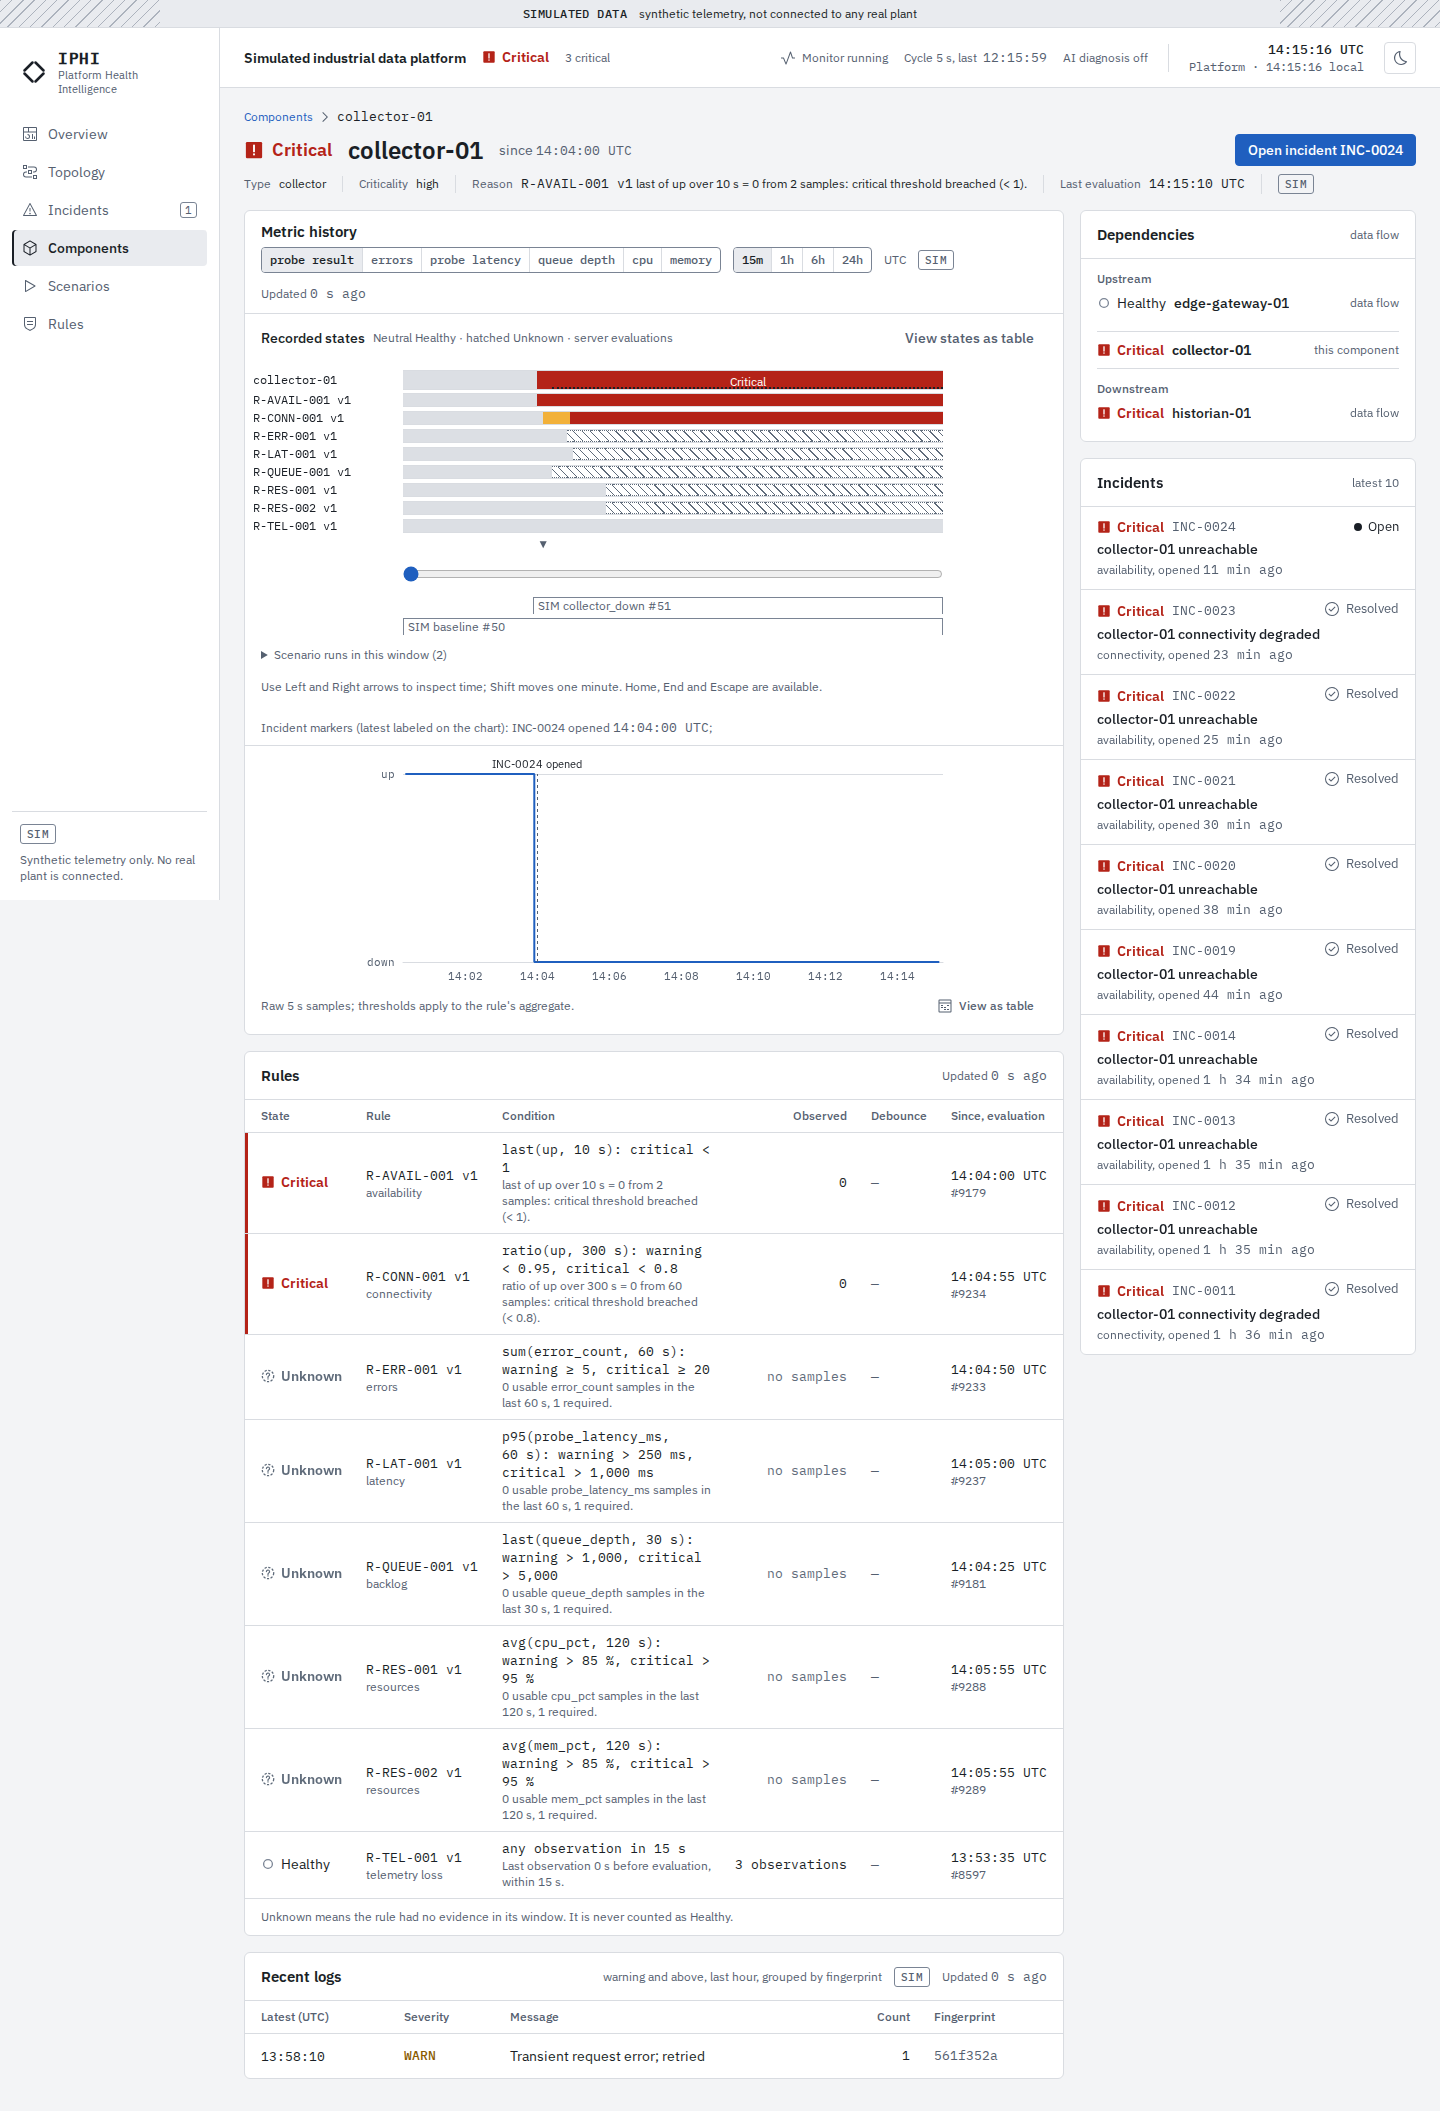 SIMULATED DATA synthetic telemetry, not connected to any real plant
IPHI
Platform Health
Intelligence
Overview
Topology
Incidents 1
Components
Scenarios
Rules
SIM
Synthetic telemetry only. No real
plant is connected.
Simulated industrial data platform Critical 3 critical Monitor running Cycle 5 s, last 12:15:59 AI diagnosis off 14:15:16 UTC
Platform · 14:15:16 local
Components > collector-01
Critical collector-01 since 14:04:00 UTC Open incident INC-0024
Type collector Criticality high Reason R-AVAIL-001 v1 last of up over 10 s = 0 from 2 samples: critical threshold breached (< 1). Last evaluation 14:15:10 UTC SIM
Metric history
probe result errors probe latency queue depth cpu memory 15m 1h 6h 24h UTC SIM
Updated 0 s ago
Recorded states Neutral Healthy · hatched Unknown · server evaluations View states as table
collector-01 Critical
R-AVAIL-001 v1
R-CONN-001 v1
R-ERR-001 v1
R-LAT-001 v1
R-QUEUE-001 v1
R-RES-001 v1
R-RES-002 v1
R-TEL-001 v1
SIM collector_down #51
SIM baseline #50
Scenario runs in this window (2)
Use Left and Right arrows to inspect time; Shift moves one minute. Home, End and Escape are available.
Incident markers (latest labeled on the chart): INC-0024 opened 14:04:00 UTC;
INC-0024 opened
up
down
14:02 14:04 14:06 14:08 14:10 14:12 14:14
Raw 5 s samples; thresholds apply to the rule's aggregate. View as table
Rules Updated 0 s ago
State Rule Condition Observed Debounce Since, evaluation
Critical R-AVAIL-001 v1 availability
last(up, 10 s): critical <
1
last of up over 10 s = 0 from 2
samples: critical threshold breached
(< 1).
0 — 14:04:00 UTC
#9179
Critical R-CONN-001 v1 connectivity
ratio(up, 300 s): warning
< 0.95, critical < 0.8
ratio of up over 300 s = 0 from 60
samples: critical threshold breached
(< 0.8).
0 — 14:04:55 UTC
#9234
Unknown R-ERR-001 v1 errors
sum(error_count, 60 s):
warning ≥ 5, critical ≥ 20
0 usable error_count samples in the
last 60 s, 1 required.
no samples — 14:04:50 UTC
#9233
Unknown R-LAT-001 v1 latency
p95(probe_latency_ms,
60 s): warning > 250 ms,
critical > 1,000 ms
0 usable probe_latency_ms samples in
the last 60 s, 1 required.
no samples — 14:05:00 UTC
#9237
Unknown R-QUEUE-001 v1 backlog
last(queue_depth, 30 s):
warning > 1,000, critical
> 5,000
0 usable queue_depth samples in the
last 30 s, 1 required.
no samples — 14:04:25 UTC
#9181
Unknown R-RES-001 v1 resources
avg(cpu_pct, 120 s):
warning > 85 %, critical >
95 %
0 usable cpu_pct samples in the last
120 s, 1 required.
no samples — 14:05:55 UTC
#9288
Unknown R-RES-002 v1 resources
avg(mem_pct, 120 s):
warning > 85 %, critical >
95 %
0 usable mem_pct samples in the last
120 s, 1 required.
no samples — 14:05:55 UTC
#9289
Healthy R-TEL-001 v1 telemetry loss
any observation in 15 s
Last observation 0 s before evaluation,
within 15 s.
3 observations — 13:53:35 UTC
#8597
Unknown means the rule had no evidence in its window. It is never counted as Healthy.
Recent logs warning and above, last hour, grouped by fingerprint SIM Updated 0 s ago
Latest (UTC) Severity Message Count Fingerprint
13:58:10 WARN Transient request error; retried 1 561f352a
Dependencies data flow
Upstream
Healthy edge-gateway-01 data flow
Critical collector-01 this component
Downstream
Critical historian-01 data flow
Incidents latest 10
Critical INC-0024 Open
collector-01 unreachable
availability, opened 11 min ago
Critical INC-0023 Resolved
collector-01 connectivity degraded
connectivity, opened 23 min ago
Critical INC-0022 Resolved
collector-01 unreachable
availability, opened 25 min ago
Critical INC-0021 Resolved
collector-01 unreachable
availability, opened 30 min ago
Critical INC-0020 Resolved
collector-01 unreachable
availability, opened 38 min ago
Critical INC-0019 Resolved
collector-01 unreachable
availability, opened 44 min ago
Critical INC-0014 Resolved
collector-01 unreachable
availability, opened 1 h 34 min ago
Critical INC-0013 Resolved
collector-01 unreachable
availability, opened 1 h 35 min ago
Critical INC-0012 Resolved
collector-01 unreachable
availability, opened 1 h 35 min ago
Critical INC-0011 Resolved
collector-01 connectivity degraded
connectivity, opened 1 h 36 min ago